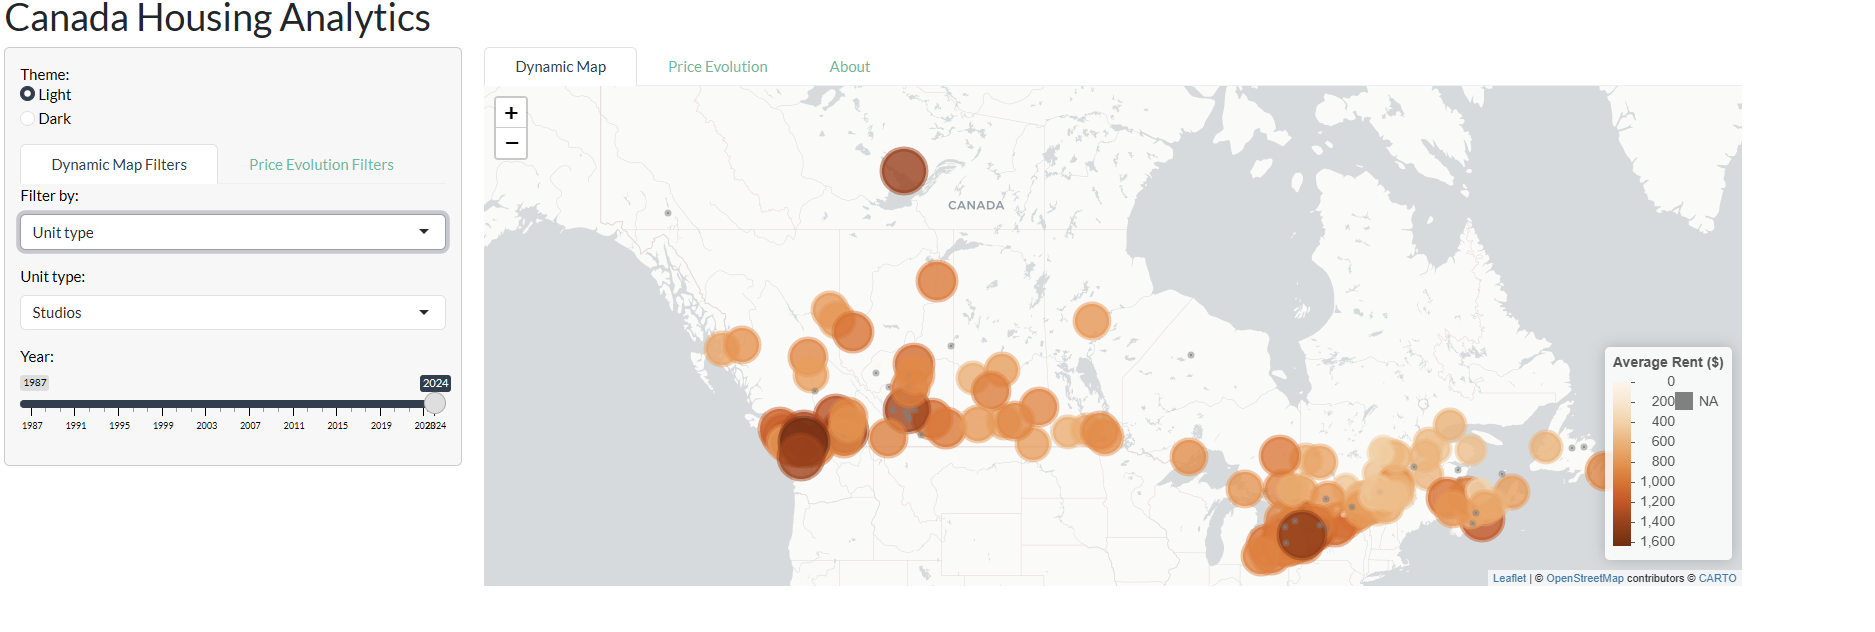 Canada Housing Analytics
Theme:
Light
Dark
Dynamic Map Filters
Price Evolution Filters
Filter by:
Unit type
Unit type:
Studios
Year:
1987
2024
1987 1991 1995 1999 2003 2007 2011 2015 2019 2024
Dynamic Map
Price Evolution
About
+
−
CANADA
Average Rent ($)
0
200
NA
400
600
800
1,000
1,200
1,400
1,600
Leaflet | © OpenStreetMap contributors © CARTO